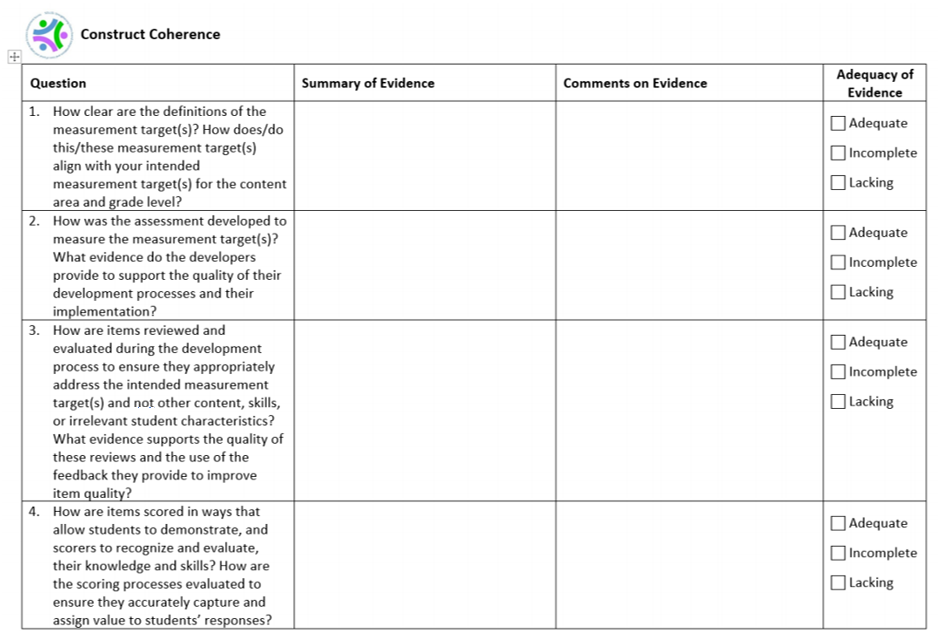 Construct Coherence
Question
Summary of Evidence
Comments on Evidence
Adequacy of
Evidence
1. How clear are the definitions of the
measurement target(s)? How does/do
this/these measurement target(s)
align with your intended
measurement target(s) for the content
area and grade level?
Adequate
Incomplete
Lacking
2. How was the assessment developed to
measure the measurement target(s)?
What evidence do the developers
provide to support the quality of their
development processes and their
implementation?
Adequate
Incomplete
Lacking
3. How are items reviewed and
evaluated during the development
process to ensure they appropriately
address the intended measurement
target(s) and not other content, skills,
or irrelevant student characteristics?
What evidence supports the quality of
these reviews and the use of the
feedback they provide to improve
item quality?
Adequate
Incomplete
Lacking
4. How are items scored in ways that
allow students to demonstrate, and
scorers to recognize and evaluate,
their knowledge and skills? How are
the scoring processes evaluated to
ensure they accurately capture and
assign value to students’ responses?
Adequate
Incomplete
Lacking